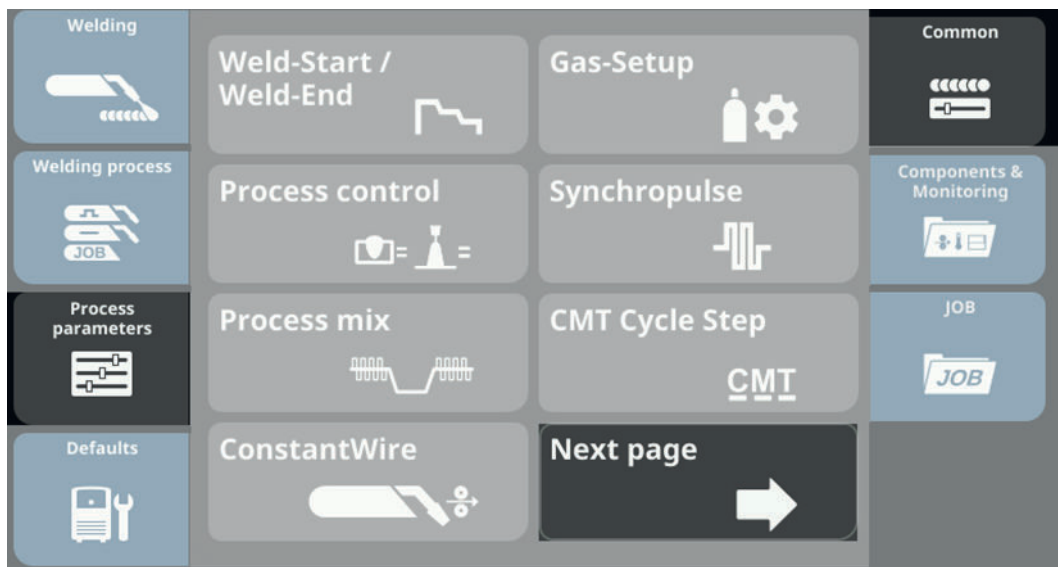 Welding
Welding process
JOB
Process
parameters
Defaults
Weld-Start /
Weld-End
Gas-Setup
Process control
Synchropulse
Process mix
CMT Cycle Step
CMT
ConstantWire
Next page
Common
Components &
Monitoring
JOB
JOB